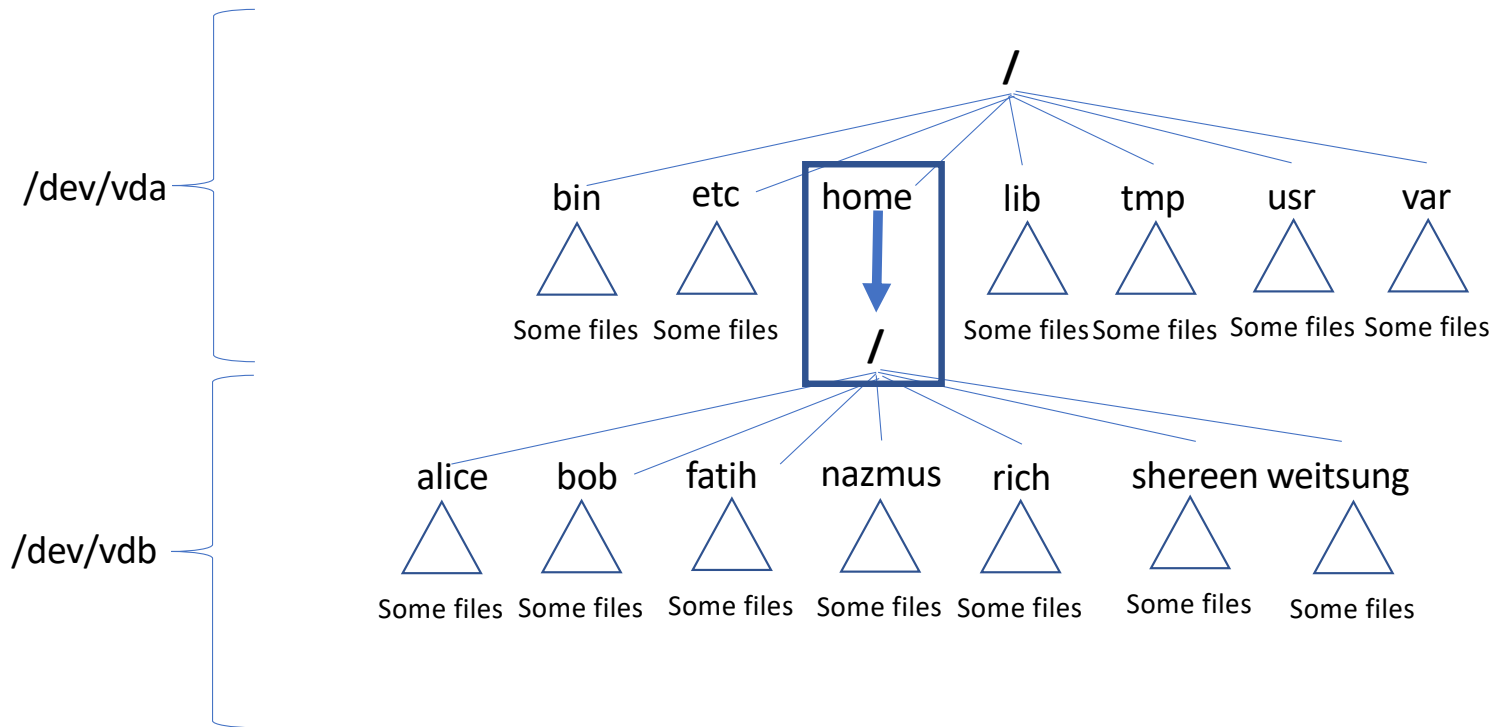 /
/dev/vda
bin etc home lib tmp usr var
Some files Some files Some files Some files Some files Some files
/
alice bob fatih nazmus rich shereen weitsung
/dev/vdb
Some files Some files Some files Some files Some files Some files Some files